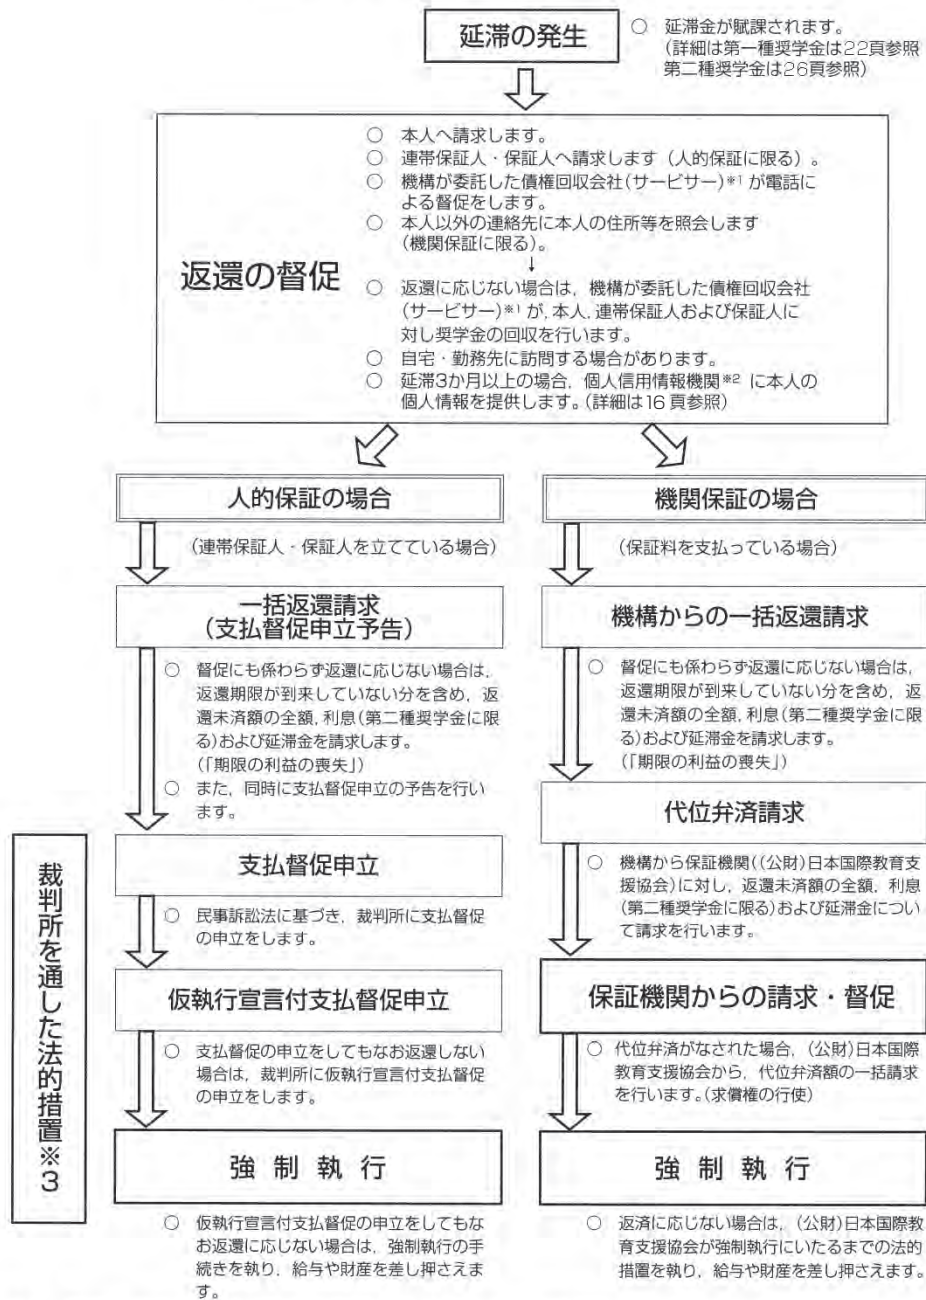 延滞の発生
○ 延滞金が賦課されます。
(詳細は第一種奨学金は22頁参照
第二種奨学金は26頁参照)
返還の督促
○ 本人へ請求します。
○ 連帯保証人・保証人へ請求します(人的保証に限る)。
○ 機構が委託した債権回収会社(サービサー)※1が電話に
よる督促をします。
○ 本人以外の連絡先に本人の住所等を照会します
(機関保証に限る)。
↓
○ 返還に応じない場合は，機構が委託した債権回収会社
(サービサー)※1が，本人，連帯保証人および保証人に
対し奨学金の回収を行います。
○ 自宅・勤務先に訪問する場合があります。
○ 延滞3か月以上の場合，個人信用情報機関※2に本人の
個人情報を提供します。(詳細は16頁参照)
人的保証の場合
(連帯保証人・保証人を立てている場合)
一括返還請求
(支払督促申立予告)
○ 督促にも係わらず返還に応じない場合は，
返還期限が到来していない分を含め，返
還未済額の全額，利息(第二種奨学金に限
る)および延滞金を請求します。
(「期限の利益の喪失」)
○ また，同時に支払督促申立の予告を行い
ます。
支払督促申立
○ 民事訴訟法に基づき，裁判所に支払督促
の申立をします。
仮執行宣言付支払督促申立
○ 支払督促の申立をしてもなお返還しない
場合は，裁判所に仮執行宣言付支払督促
の申立をします。
強制執行
○ 仮執行宣言付支払督促の申立をしてもな
お返還に応じない場合は，強制執行の手
続きを執り，給与や財産を差し押さえま
す。
機関保証の場合
(保証料を支払っている場合)
機構からの一括返還請求
○ 督促にも係わらず返還に応じない場合は，
返還期限が到来していない分を含め，返
還未済額の全額，利息(第二種奨学金に限
る)および延滞金を請求します。
(「期限の利益の喪失」)
代位弁済請求
○ 機構から保証機関((公財)日本国際教育支
援協会)に対し，返還未済額の全額，利息
(第二種奨学金に限る)および延滞金につい
て請求を行います。
保証機関からの請求・督促
○ 代位弁済がなされた場合，(公財)日本国際
教育支援協会から，代位弁済額の一括請求
を行います。(求償権の行使)
強制執行
○ 返済に応じない場合は，(公財)日本国際教
育支援協会が強制執行にいたるまでの法的
措置を執り，給与や財産を差し押さえます。
裁判所を通した法的措置※3